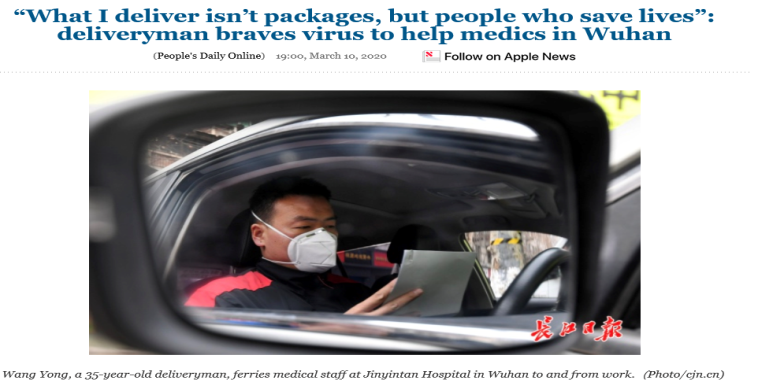 “What I deliver isn’t packages, but people who save lives”:
deliveryman braves virus to help medics in Wuhan
(People's Daily Online) 19:00, March 10, 2020 Follow on Apple News
长江日报
Wang Yong, a 35-year-old deliveryman, ferries medical staff at Jinyintan Hospital in Wuhan to and from work. (Photo/cjn.cn)